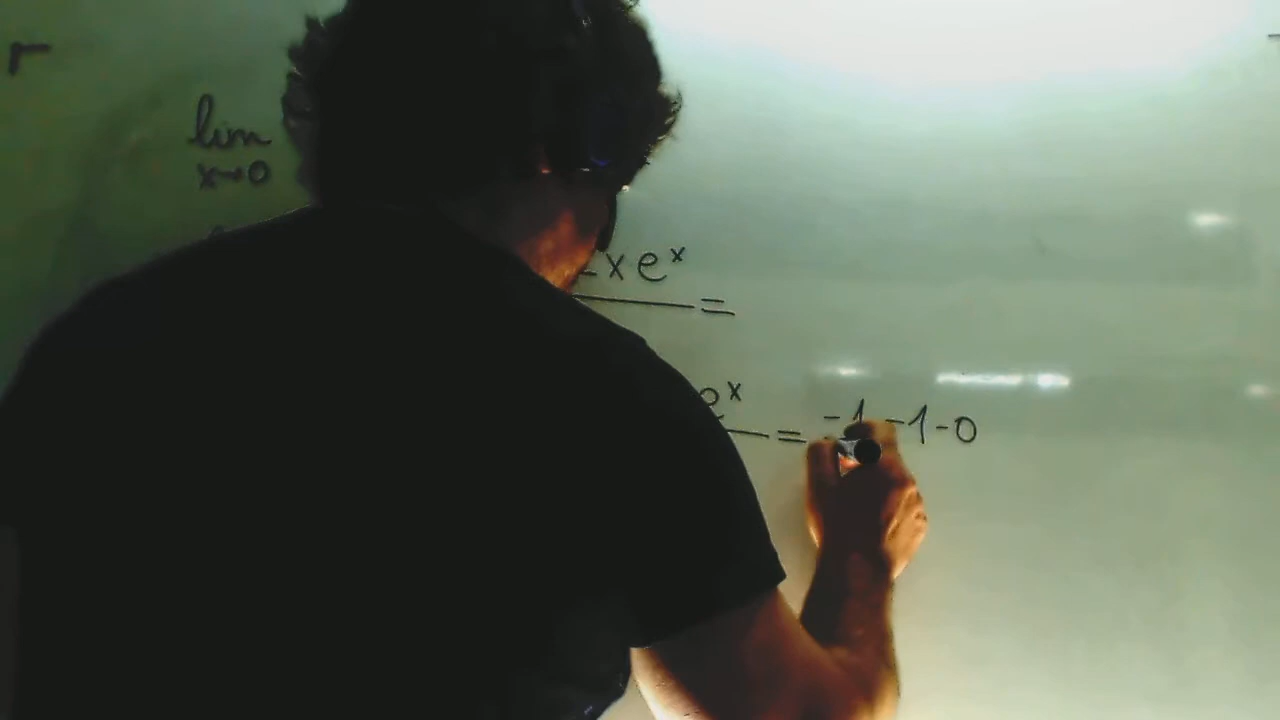 lim
x→0
-xeˣ
=
eˣ
= -1-1-0